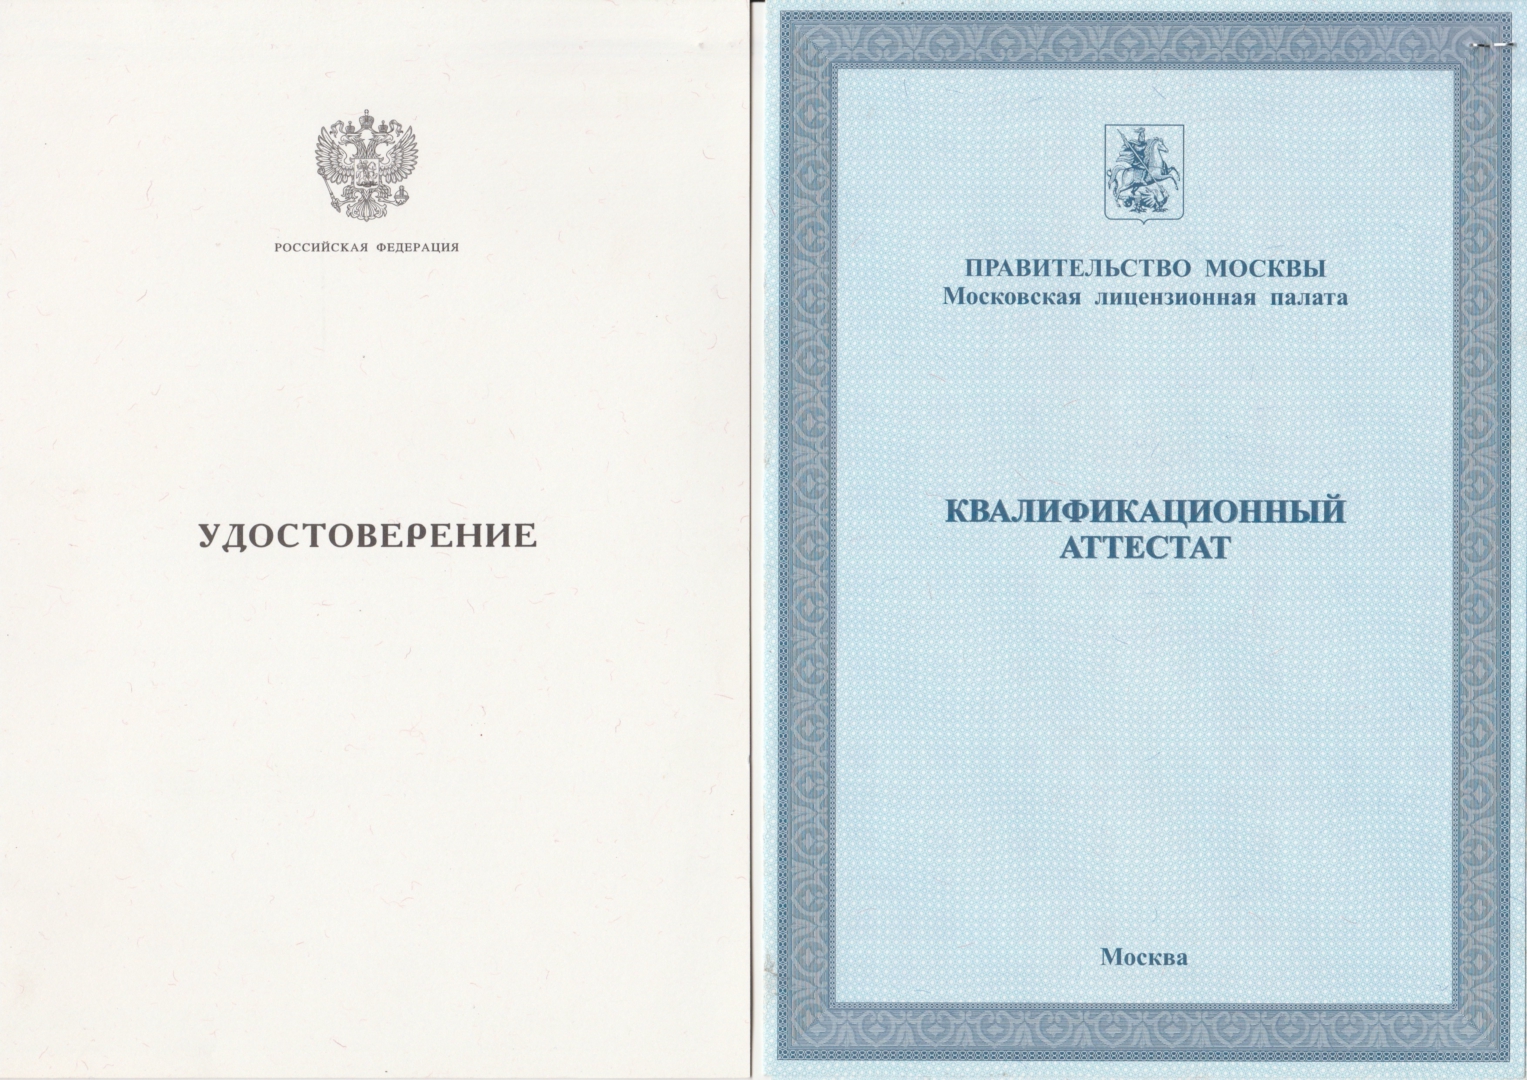 РОССИЙСКАЯ ФЕДЕРАЦИЯ
УДОСТОВЕРЕНИЕ
ПРАВИТЕЛЬСТВО МОСКВЫ
Московская лицензионная палата
КВАЛИФИКАЦИОННЫЙ
АТТЕСТАТ
Москва